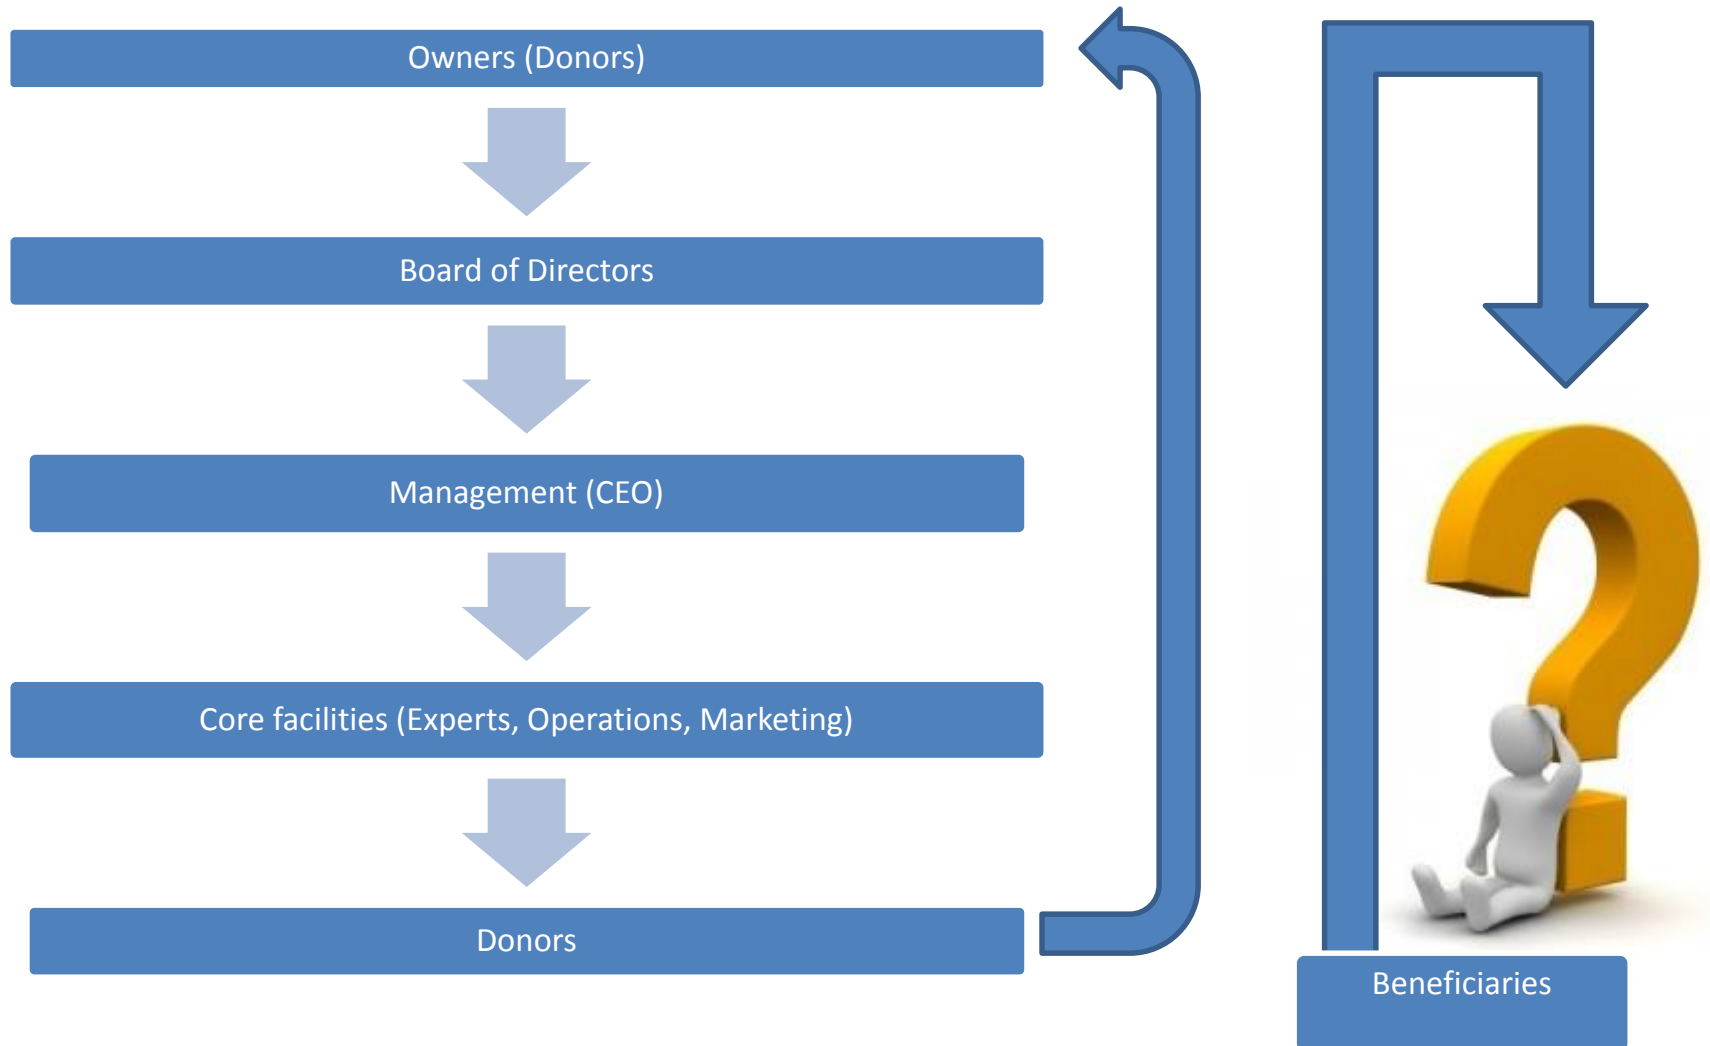 Owners (Donors)
Board of Directors
Management (CEO)
Core facilities (Experts, Operations, Marketing)
Donors
Beneficiaries